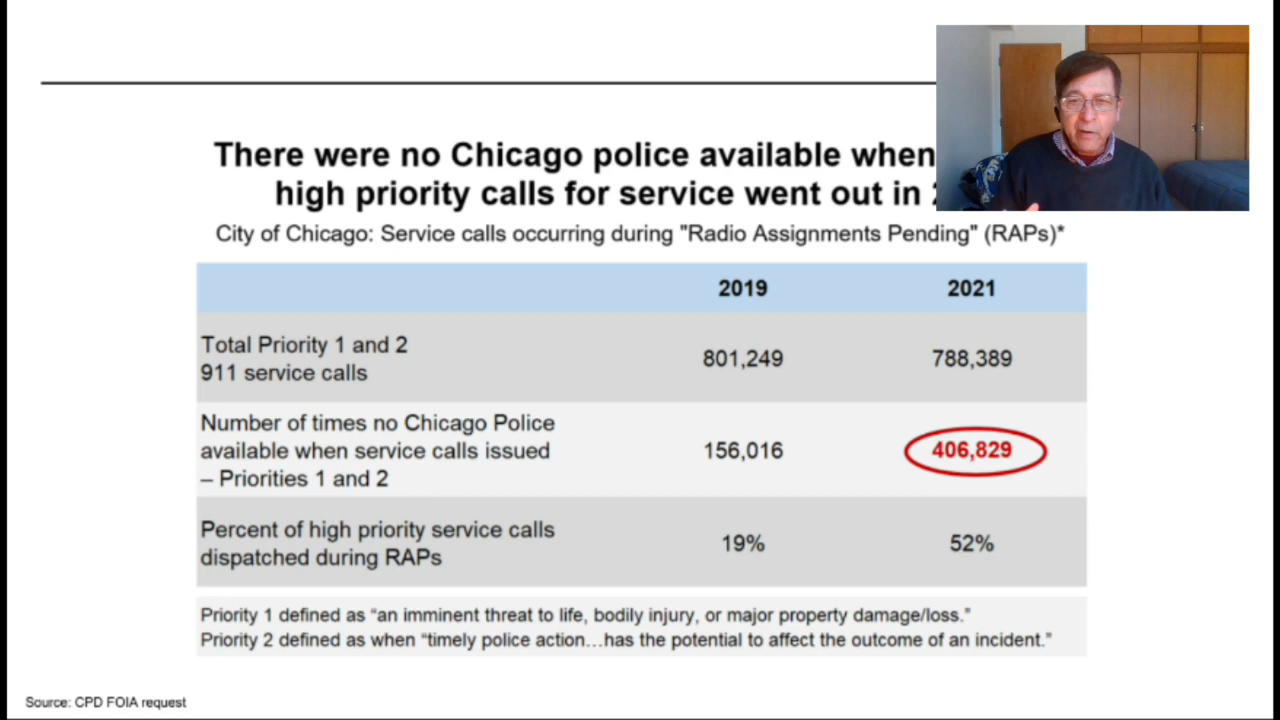 There were no Chicago police available when
high priority calls for service went out in
City of Chicago: Service calls occurring during "Radio Assignments Pending" (RAPs)*
2019 2021
Total Priority 1 and 2
911 service calls
801,249 788,389
Number of times no Chicago Police
available when service calls issued
– Priorities 1 and 2
156,016 406,829
Percent of high priority service calls
dispatched during RAPs
19% 52%
Priority 1 defined as “an imminent threat to life, bodily injury, or major property damage/loss.”
Priority 2 defined as when “timely police action…has the potential to affect the outcome of an incident.”
Source: CPD FOIA request